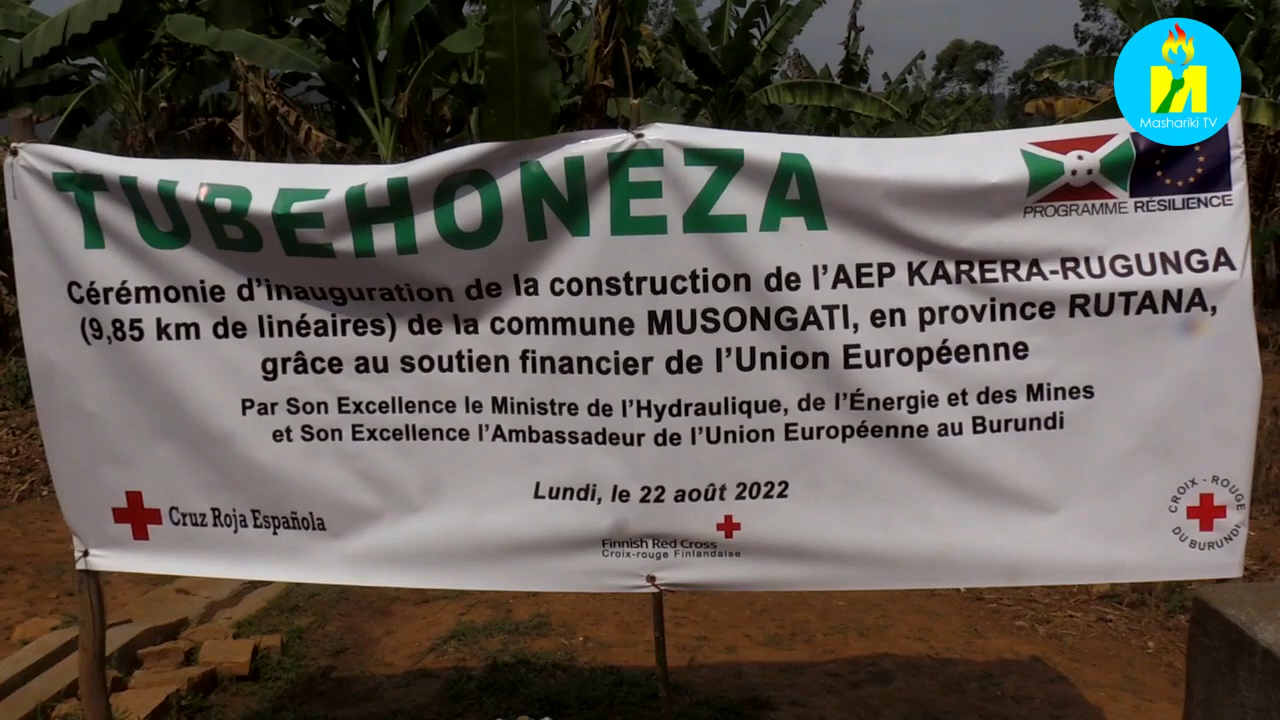 Mashariki TV
TUBEHONEZA
PROGRAMME RÉSILIENCE
Cérémonie d'inauguration de la construction de l'AEP KARERA-RUGUNGA
(9,85 km de linéaires) de la commune MUSONGATI, en province RUTANA,
grâce au soutien financier de l'Union Européenne
Par Son Excellence le Ministre de l'Hydraulique, de l'Énergie et des Mines
et Son Excellence l'Ambassadeur de l'Union Européenne au Burundi
Lundi, le 22 août 2022
Cruz Roja Española
Finnish Red Cross
Croix-rouge Finlandaise
CROIX-ROUGE
DU BURUNDI